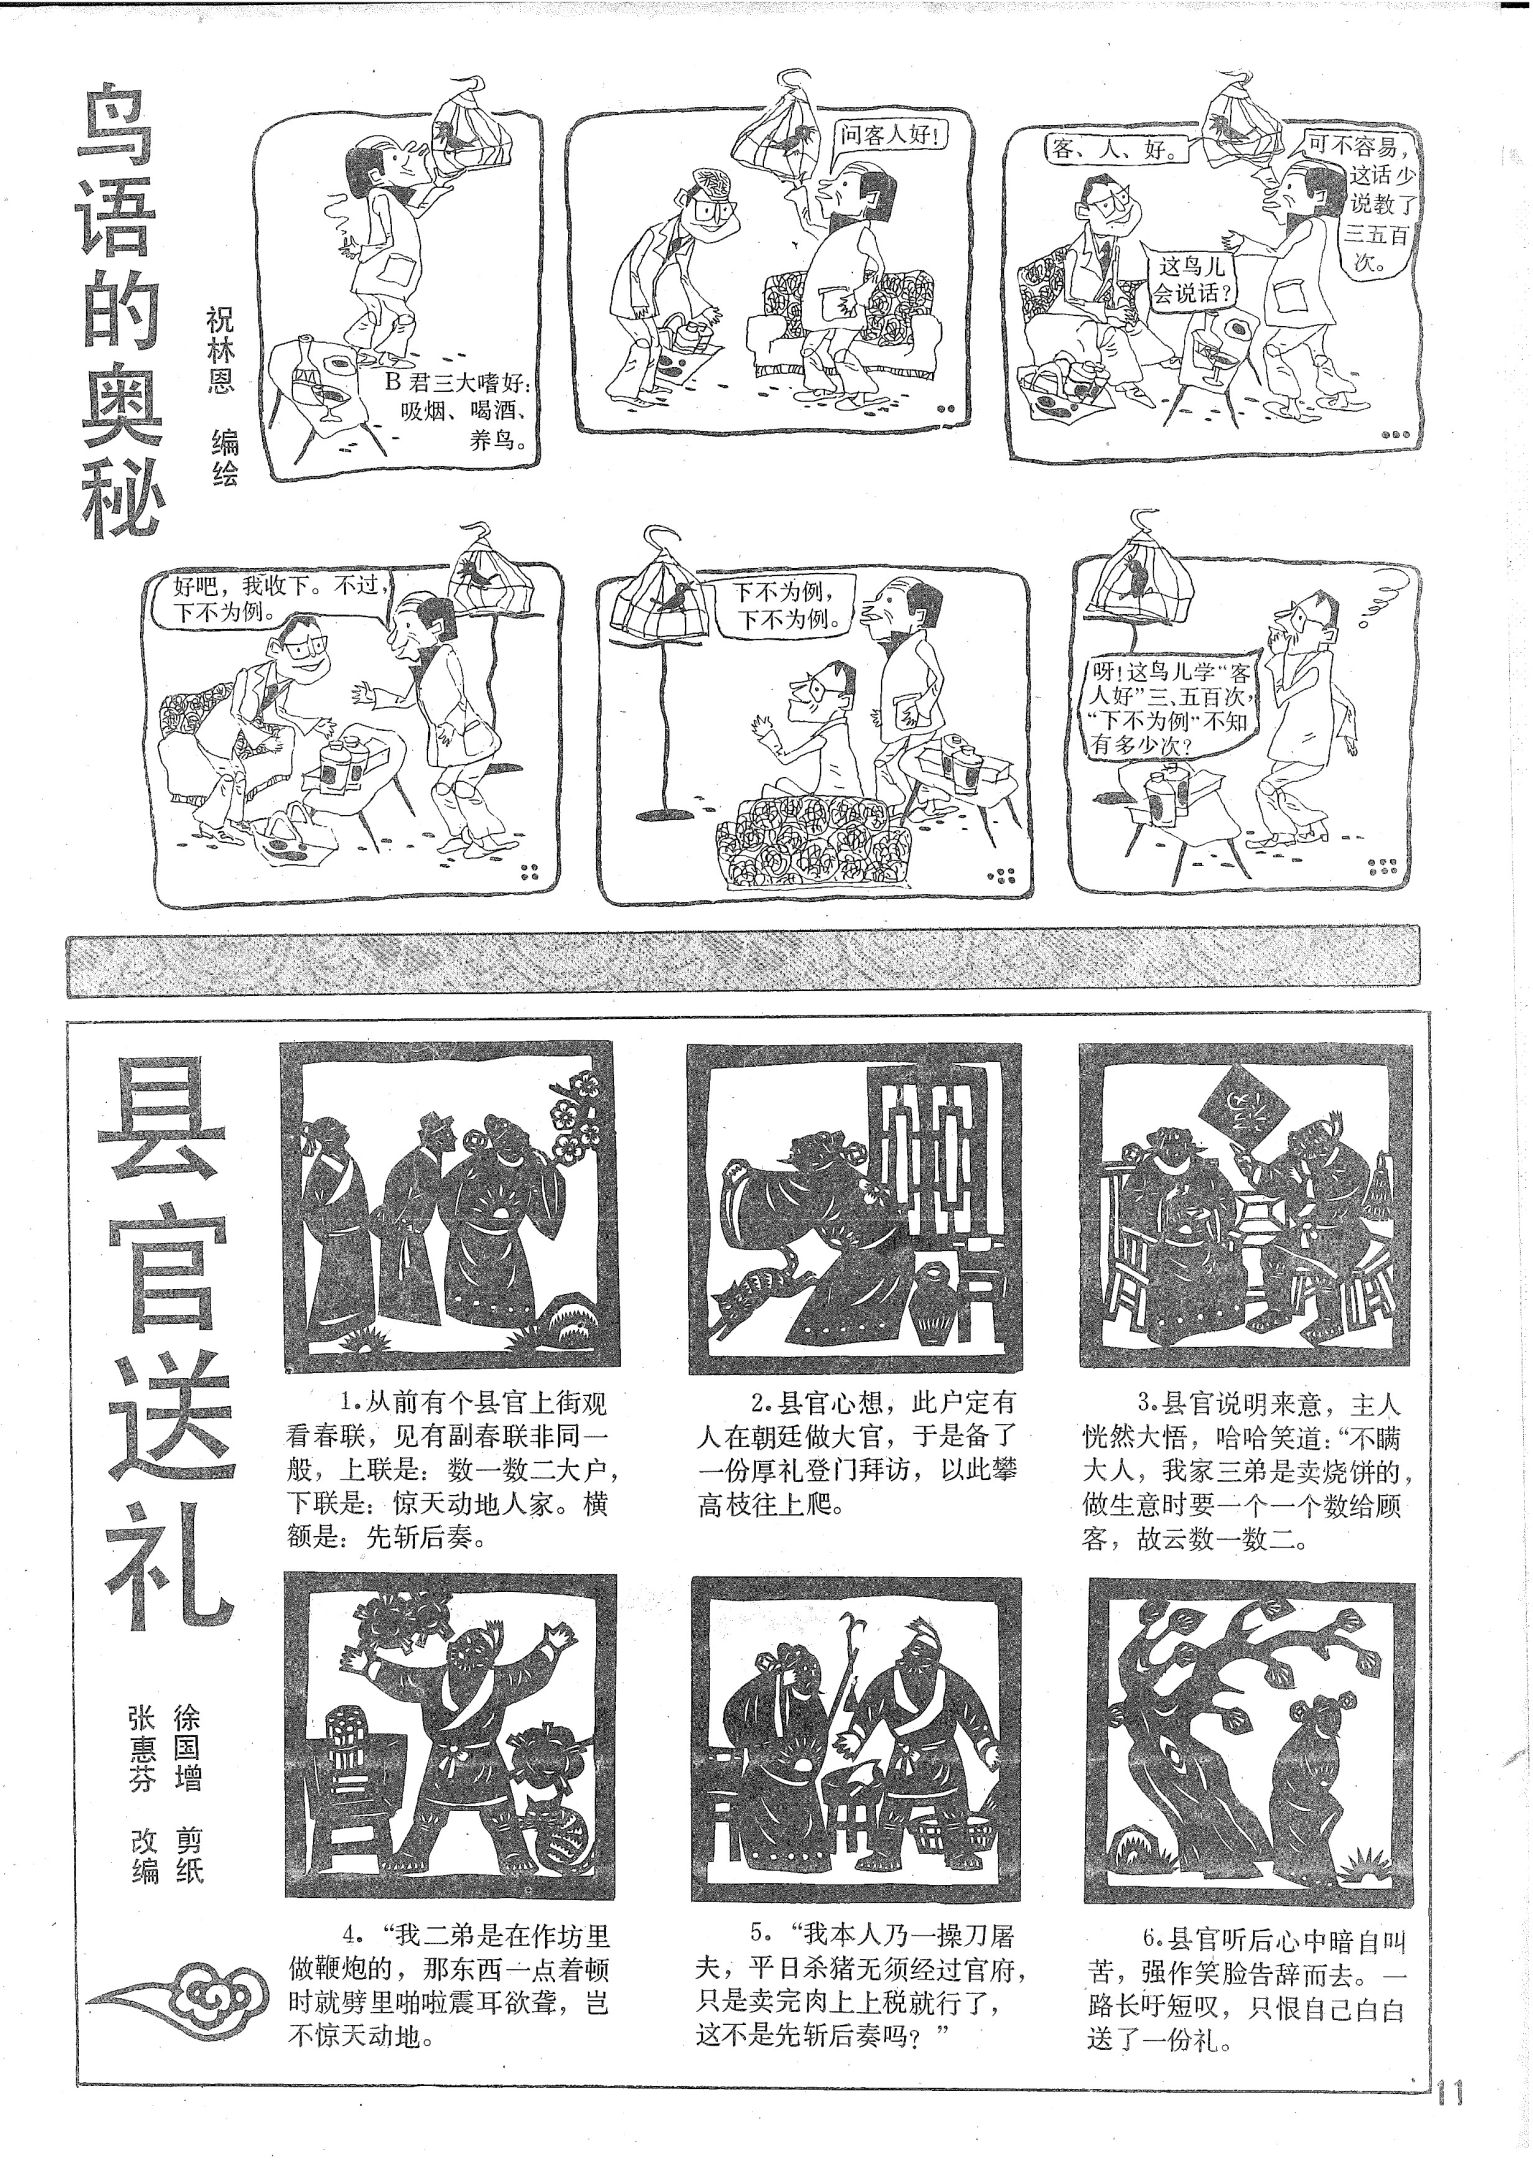 鸟语的奥秘
祝林恩 编绘
B君三大嗜好：
吸烟、喝酒、
养鸟。
问客人好！
客、人、好。
可不容易，
这话少
说教了
三五百
次。
这鸟儿
会说话？
好吧，我收下。不过，
下不为例。
下不为例，
下不为例。
呀！这鸟儿学“客
人好”三、五百次，
“下不为例”不知
有多少次？
县官送礼
徐国增 剪纸
张惠芬 改编
福
1.从前有个县官上街观
看春联，见有副春联非同一
般，上联是：数一数二大户，
下联是：惊天动地人家。横
额是：先斩后奏。
2.县官心想，此户定有
人在朝廷做大官，于是备了
一份厚礼登门拜访，以此攀
高枝往上爬。
3.县官说明来意，主人
恍然大悟，哈哈笑道：“不瞒
大人，我家三弟是卖烧饼的，
做生意时要一个一个数给顾
客，故云数一数二。
4.“我二弟是在作坊里
做鞭炮的，那东西一点着顿
时就劈里啪啦震耳欲聋，岂
不惊天动地。
5.“我本人乃一操刀屠
夫，平日杀猪无须经过官府，
只是卖完肉上上税就行了，
这不是先斩后奏吗？”
6.县官听后心中暗自叫
苦，强作笑脸告辞而去。一
路长吁短叹，只恨自己白白
送了一份礼。
11